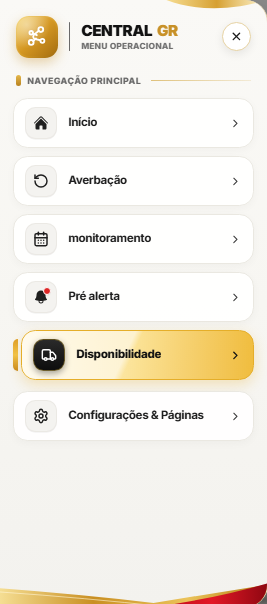 CENTRAL GR
MENU OPERACIONAL
NAVEGAÇÃO PRINCIPAL
Início
Averbação
monitoramento
Pré alerta
Disponibilidade
Configurações & Páginas